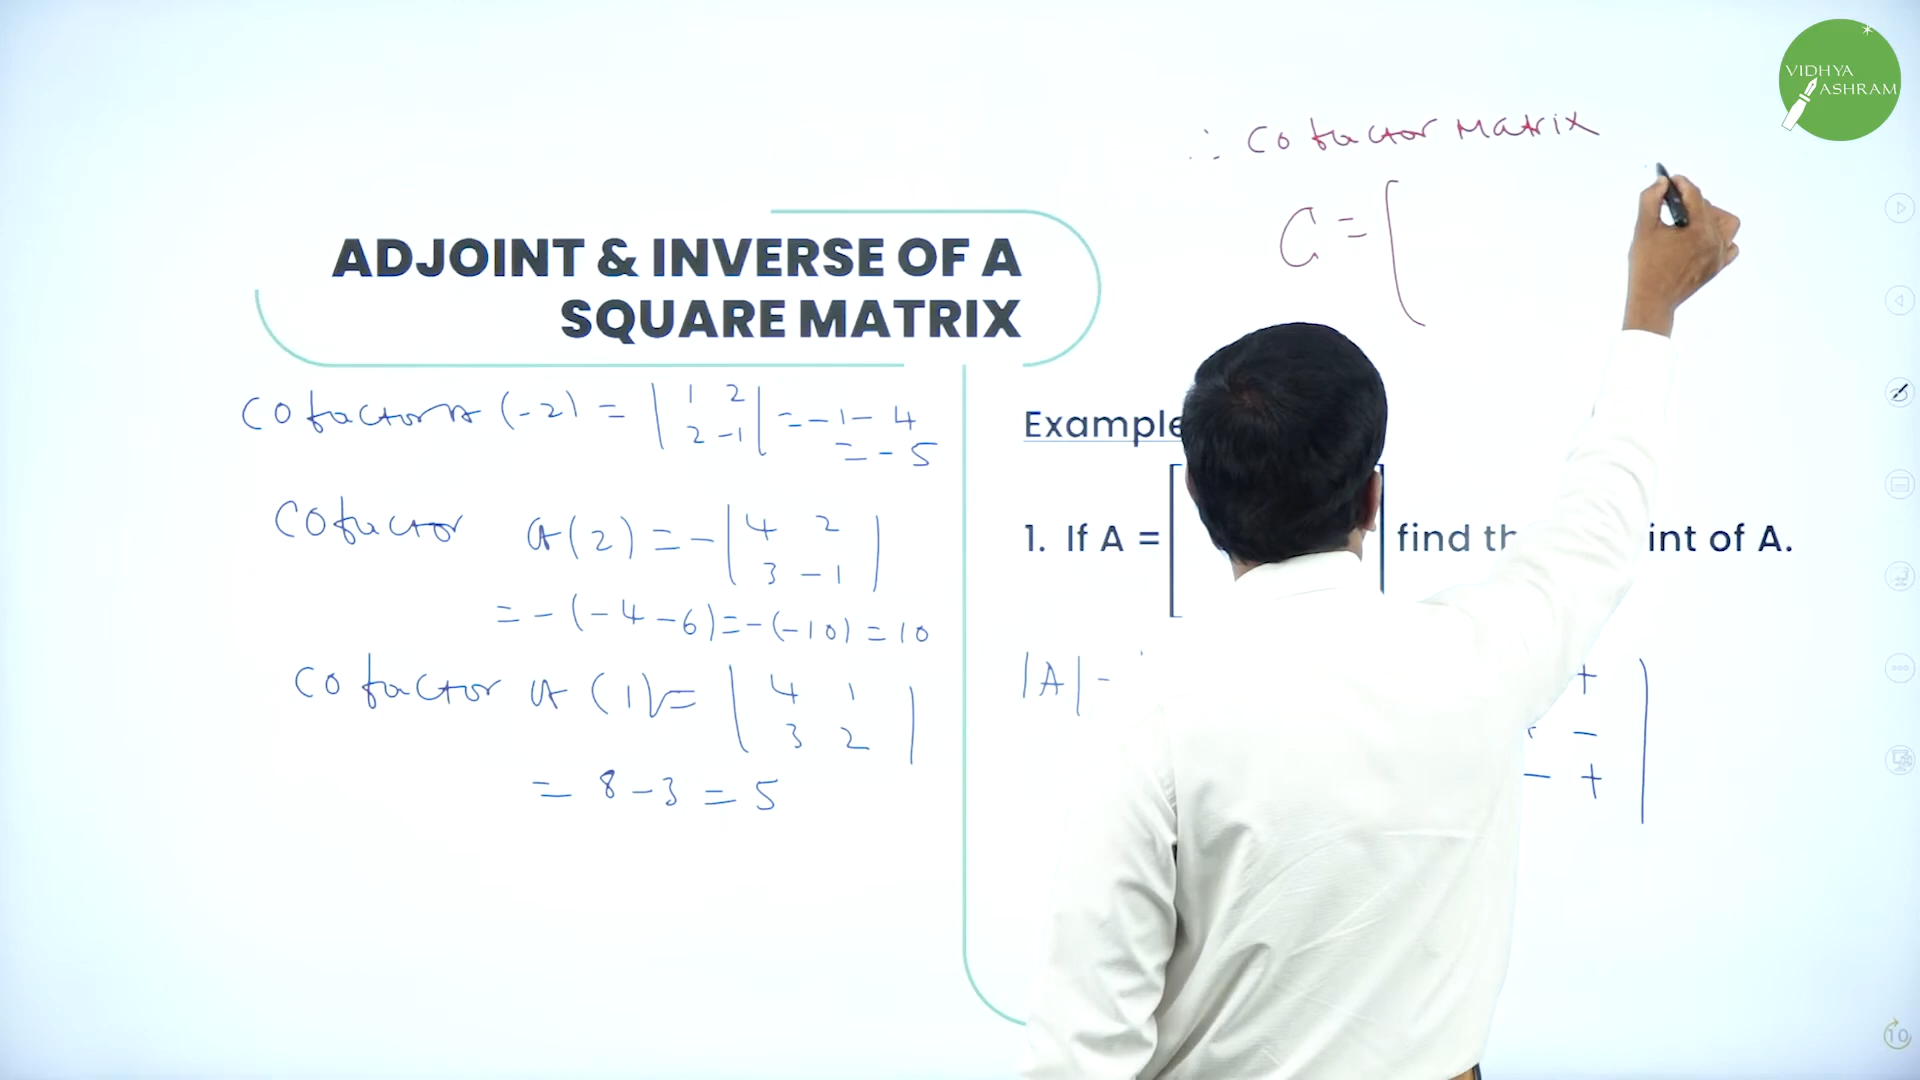 VIDHYA
ASHRAM
∴ Cofactor Matrix
C = [
ADJOINT & INVERSE OF A
SQUARE MATRIX
Cofactor of (-2) = | 1 2 | = -1 - 4
| 2 -1 | = -5
Cofactor of (2) = - | 4 2 |
| 3 -1 |
= -(-4-6) = -(-10) = 10
Cofactor of (1) = | 4 1 |
| 3 2 |
= 8 - 3 = 5
1. If A = [ ] find int of A.
|A| - + |
-
- +
10